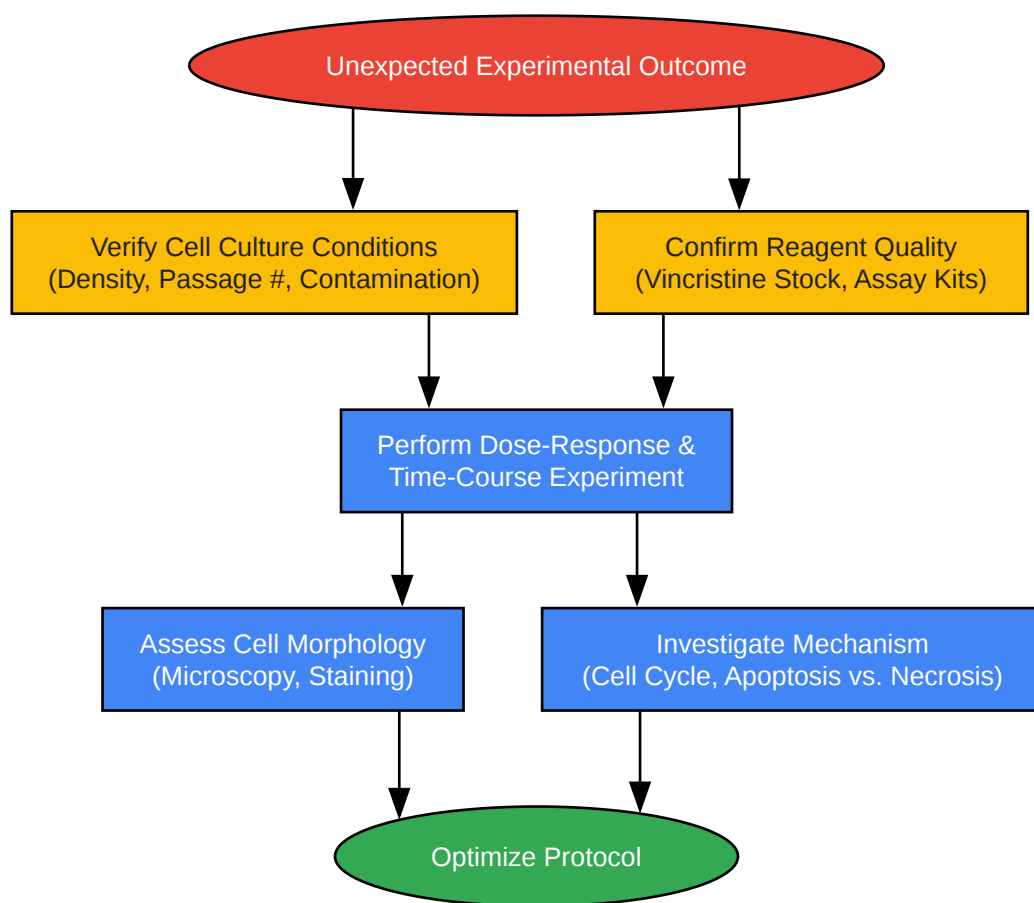 Unexpected Experimental Outcome
Verify Cell Culture Conditions
(Density, Passage #, Contamination)
Confirm Reagent Quality
(Vincristine Stock, Assay Kits)
Perform Dose-Response &
Time-Course Experiment
Assess Cell Morphology
(Microscopy, Staining)
Investigate Mechanism
(Cell Cycle, Apoptosis vs. Necrosis)
Optimize Protocol